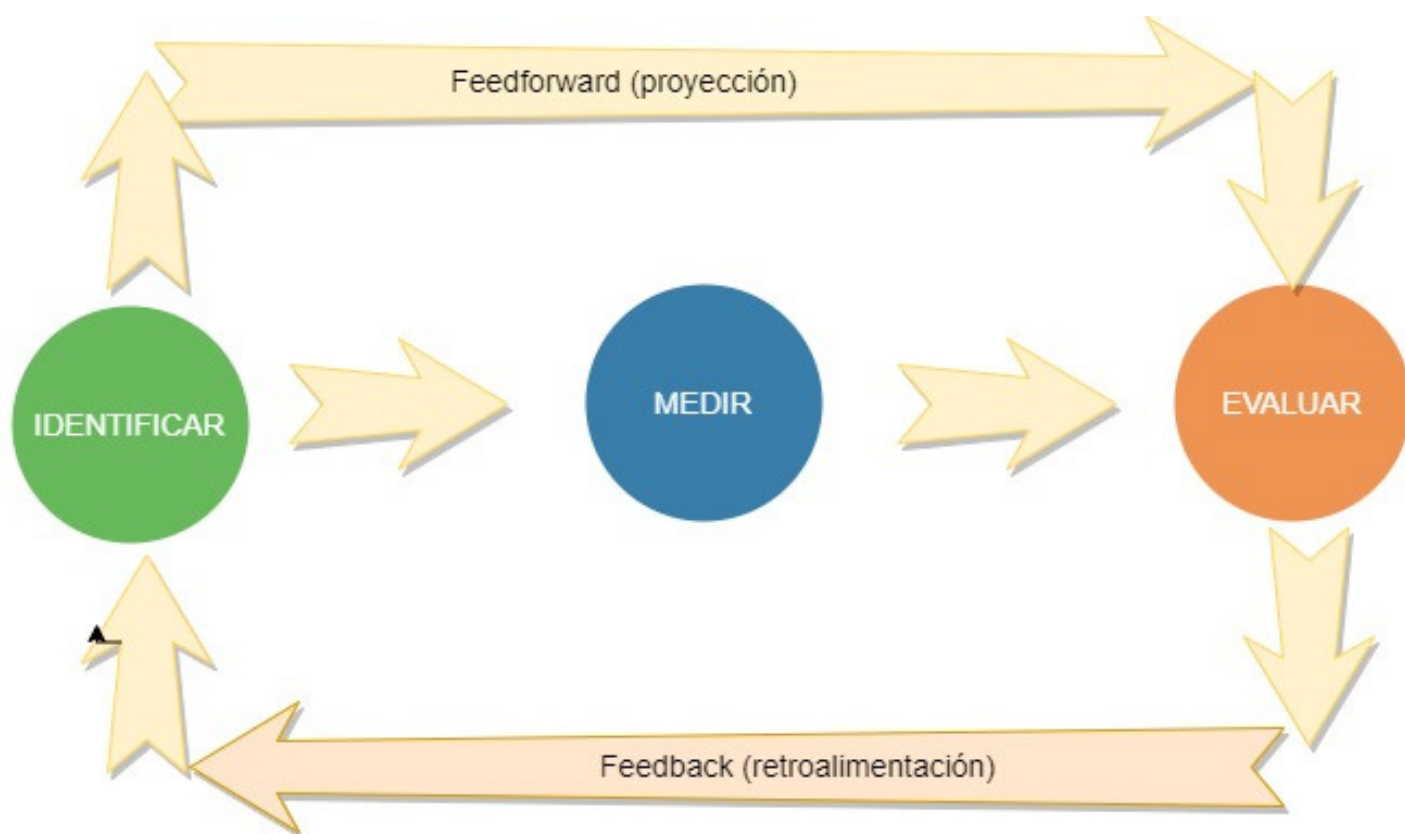 Feedforward (proyección)
IDENTIFICAR
MEDIR
EVALUAR
Feedback (retroalimentación)